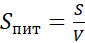 Sпит = S/V